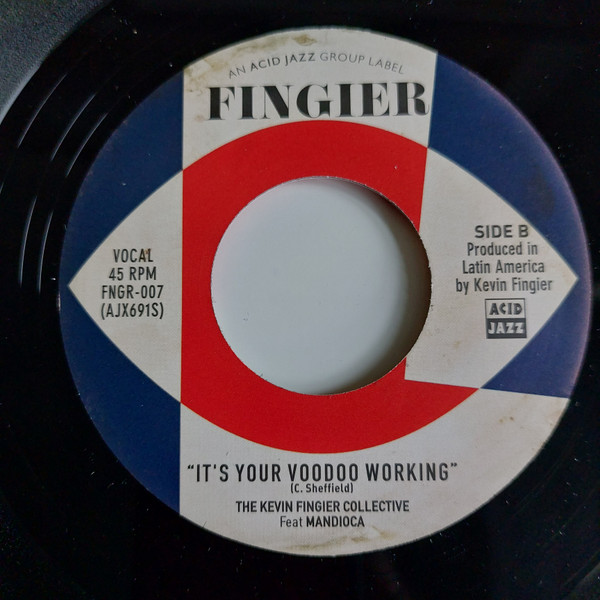 AN ACID JAZZ GROUP LABEL
FINGIER
VOCAL
45 RPM
FNGR-007
(AJX691S)
SIDE B
Produced in
Latin America
by Kevin Fingier
ACID
JAZZ
"IT'S YOUR VOODOO WORKING"
(C. Sheffield)
THE KEVIN FINGIER COLLECTIVE
Feat MANDIOCA